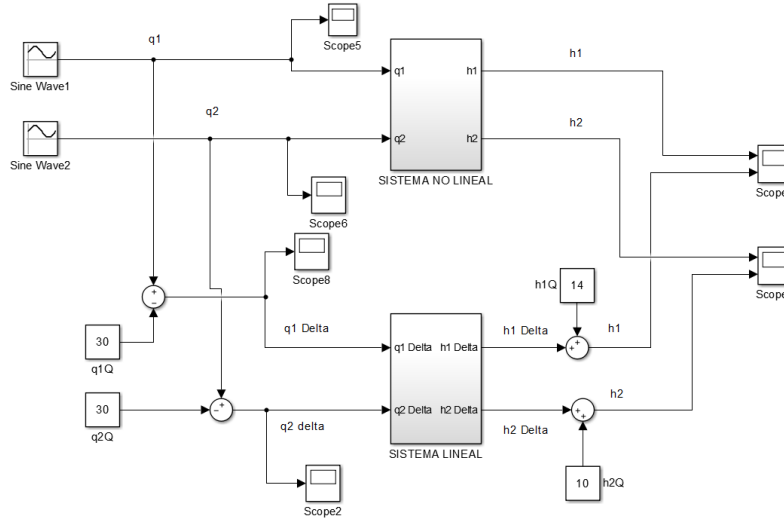 q1
Scope5
Sine Wave1
q1
h1
h1
q2
Sine Wave2
q2
h2
h2
SISTEMA NO LINEAL
Scope
Scope6
Scope8
Scope
h1Q
14
+
−
30
q1Q
q1 Delta
q1 Delta
h1 Delta
h1 Delta
+
+
h1
30
q2Q
−
+
q2 delta
q2 Delta
h2 Delta
h2 Delta
+
+
h2
SISTEMA LINEAL
10
h2Q
Scope2